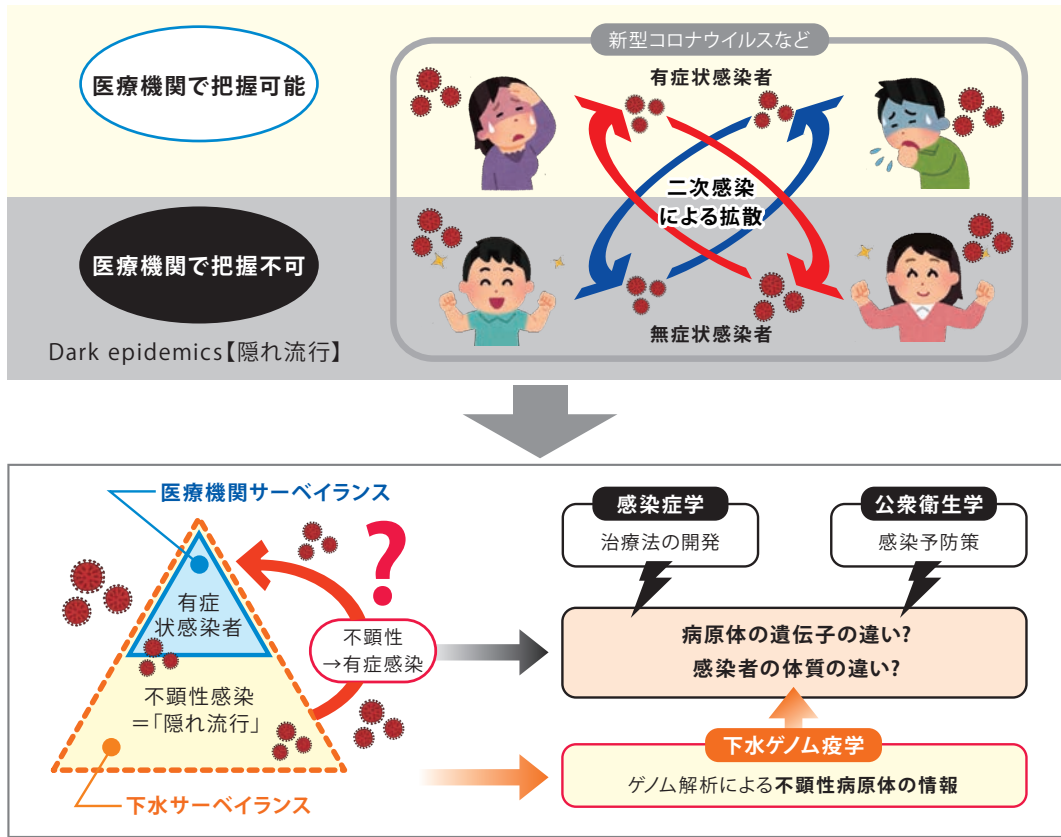 新型コロナウイルスなど
医療機関で把握可能
有症状感染者
二次感染
による拡散
医療機関で把握不可
無症状感染者
Dark epidemics【隠れ流行】
医療機関サーベイランス
有症
状感染者
不顕性感染
＝「隠れ流行」
下水サーベイランス
?
不顕性
→有症感染
感染症学
治療法の開発
公衆衛生学
感染予防策
病原体の遺伝子の違い?
感染者の体質の違い?
下水ゲノム疫学
ゲノム解析による不顕性病原体の情報